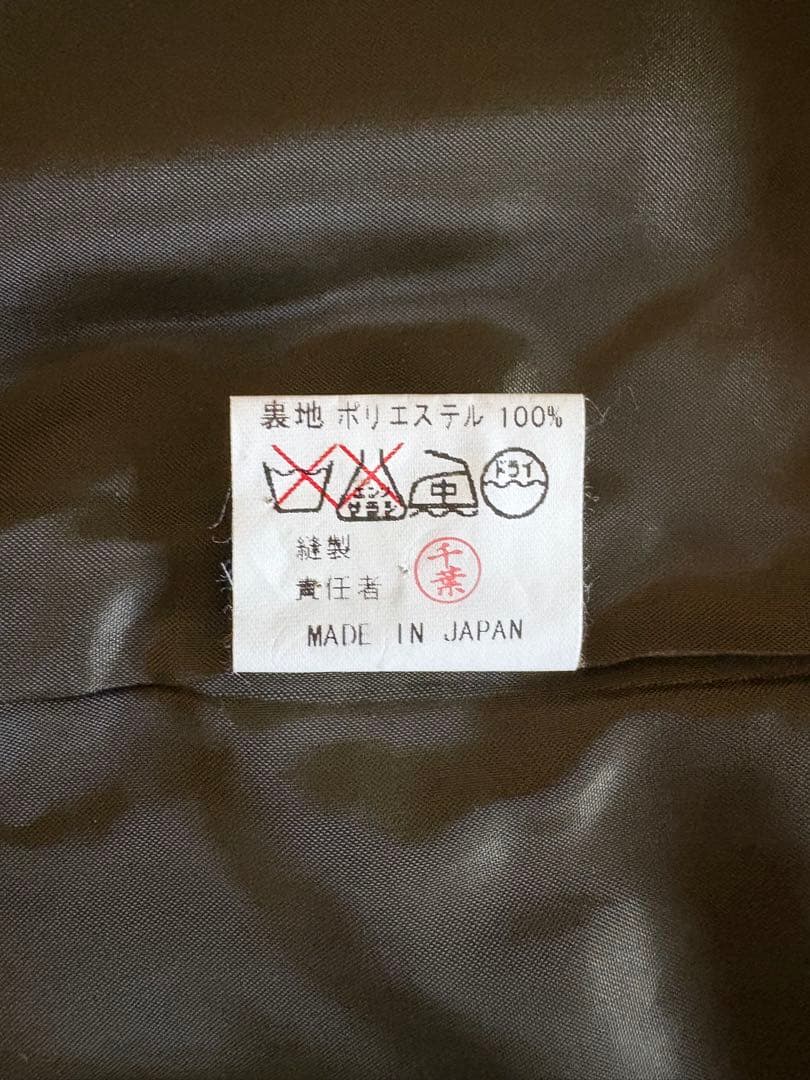 裏地 ポリエステル 100%
エンソ
サラシ
中
ドライ
縫製
責任者
千葉
MADE IN JAPAN